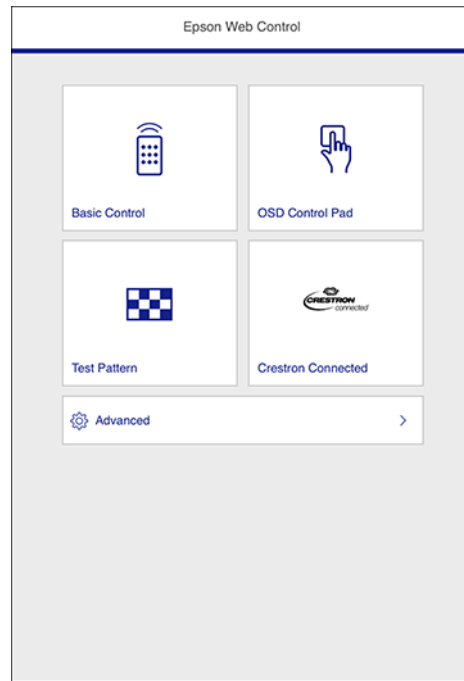 Epson Web Control
Basic Control
OSD Control Pad
Test Pattern
CRESTRON
connected
Crestron Connected
Advanced